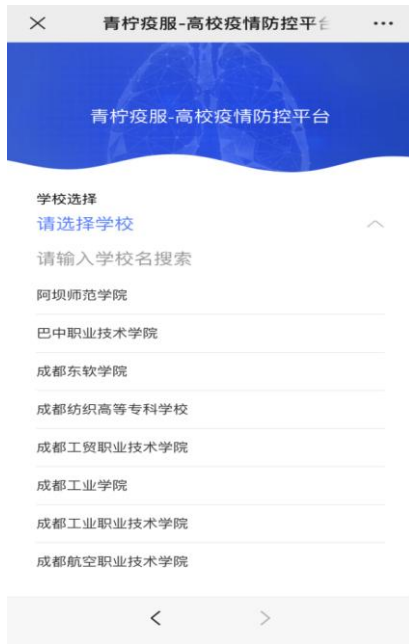 青柠疫服-高校疫情防控平台
青柠疫服-高校疫情防控平台
学校选择
请选择学校
请输入学校名搜索
阿坝师范学院
巴中职业技术学院
成都东软学院
成都纺织高等专科学校
成都工贸职业技术学院
成都工业学院
成都工业职业技术学院
成都航空职业技术学院